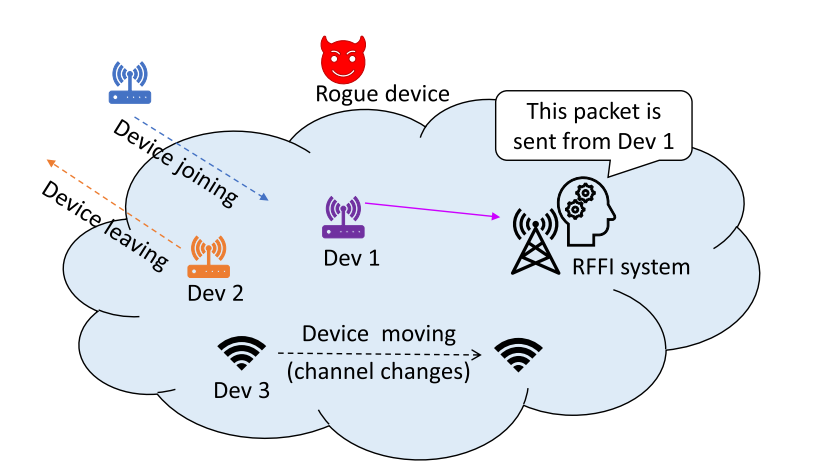 Rogue device
This packet is
sent from Dev 1
Device joining
Device leaving
Dev 1
RFFI system
Dev 2
Device moving
(channel changes)
Dev 3